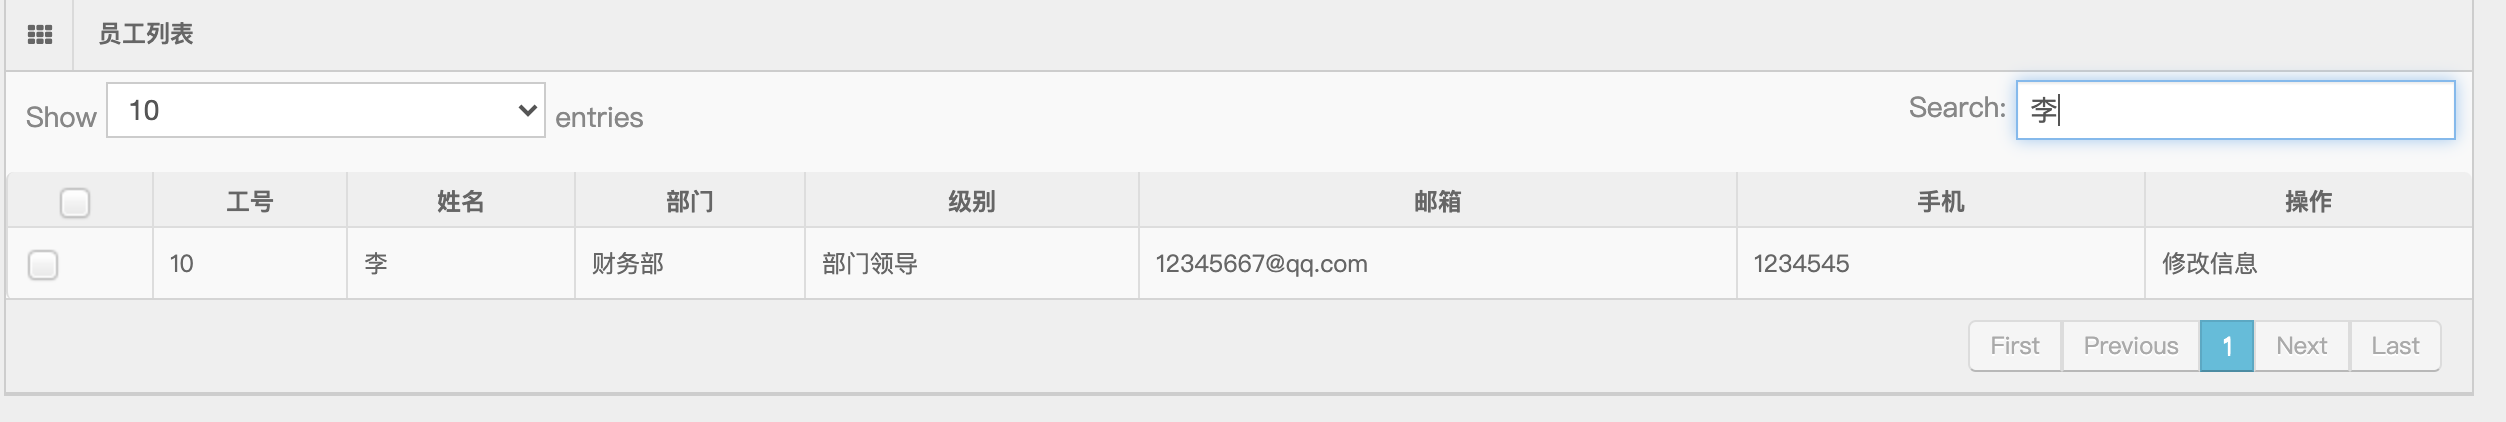 员工列表
Show 10 entries
Search: 李
工号 姓名 部门 级别 邮箱 手机 操作
10 李 财务部 部门领导 12345667@qq.com 1234545 修改信息
First Previous 1 Next Last